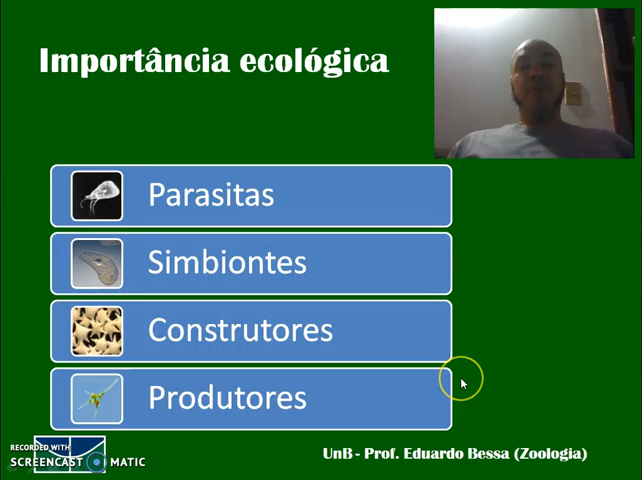 Importância ecológica
Parasitas
Simbiontes
Construtores
Produtores
RECORDED WITH
SCREENCAST MATIC
UnB - Prof. Eduardo Bessa (Zoologia)